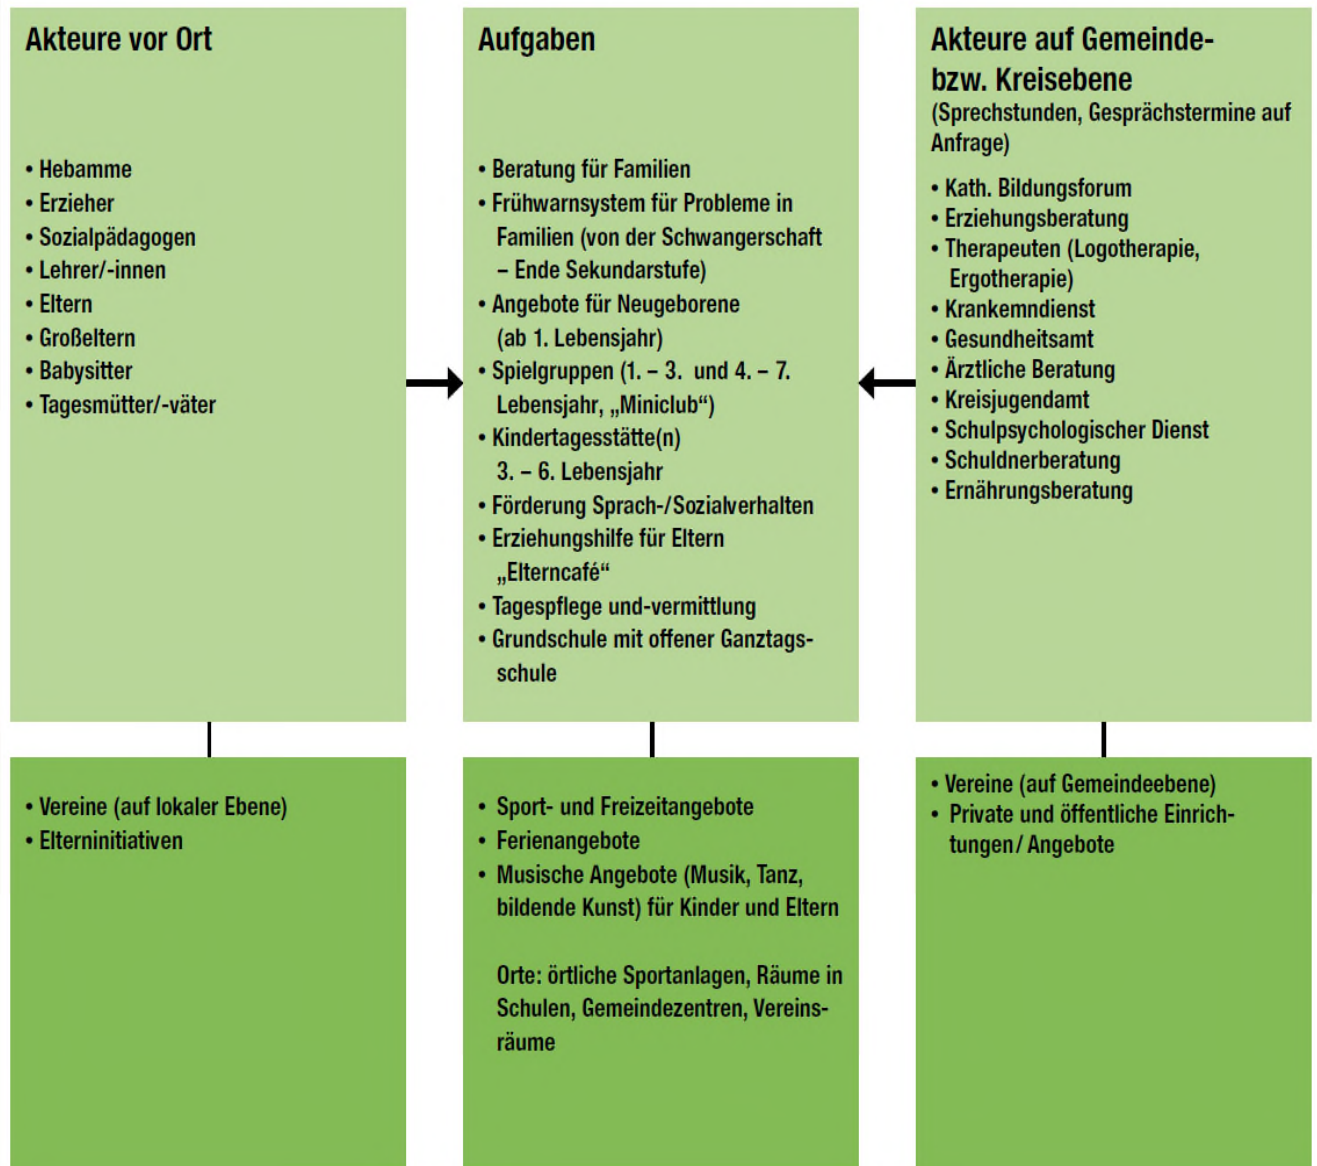 Akteure vor Ort
• Hebamme
• Erzieher
• Sozialpädagogen
• Lehrer/-innen
• Eltern
• Großeltern
• Babysitter
• Tagesmütter/-väter
Aufgaben
• Beratung für Familien
• Frühwarnsystem für Probleme in
Familien (von der Schwangerschaft
– Ende Sekundarstufe)
• Angebote für Neugeborene
(ab 1. Lebensjahr)
• Spielgruppen (1. – 3. und 4. – 7.
Lebensjahr, „Miniclub“)
• Kindertagesstätte(n)
3. – 6. Lebensjahr
• Förderung Sprach-/Sozialverhalten
• Erziehungshilfe für Eltern
„Elterncafé“
• Tagespflege und-vermittlung
• Grundschule mit offener Ganztags-
schule
Akteure auf Gemeinde-
bzw. Kreisebene
(Sprechstunden, Gesprächstermine auf
Anfrage)
• Kath. Bildungsforum
• Erziehungsberatung
• Therapeuten (Logotherapie,
Ergotherapie)
• Krankemndienst
• Gesundheitsamt
• Ärztliche Beratung
• Kreisjugendamt
• Schulpsychologischer Dienst
• Schuldnerberatung
• Ernährungsberatung
• Vereine (auf lokaler Ebene)
• Elterninitiativen
• Sport- und Freizeitangebote
• Ferienangebote
• Musische Angebote (Musik, Tanz,
bildende Kunst) für Kinder und Eltern
Orte: örtliche Sportanlagen, Räume in
Schulen, Gemeindezentren, Vereins-
räume
• Vereine (auf Gemeindeebene)
• Private und öffentliche Einrich-
tungen/ Angebote